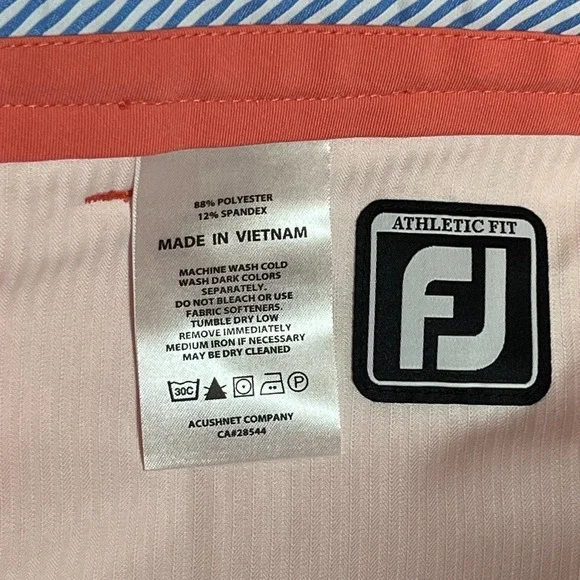 88% POLYESTER
12% SPANDEX
MADE IN VIETNAM
MACHINE WASH COLD
WASH DARK COLORS
SEPARATELY.
DO NOT BLEACH OR USE
FABRIC SOFTENERS.
TUMBLE DRY LOW
REMOVE IMMEDIATELY
MEDIUM IRON IF NECESSARY
MAY BE DRY CLEANED
30C P
ACUSHNET COMPANY
CA#28544
ATHLETIC FIT
FJ